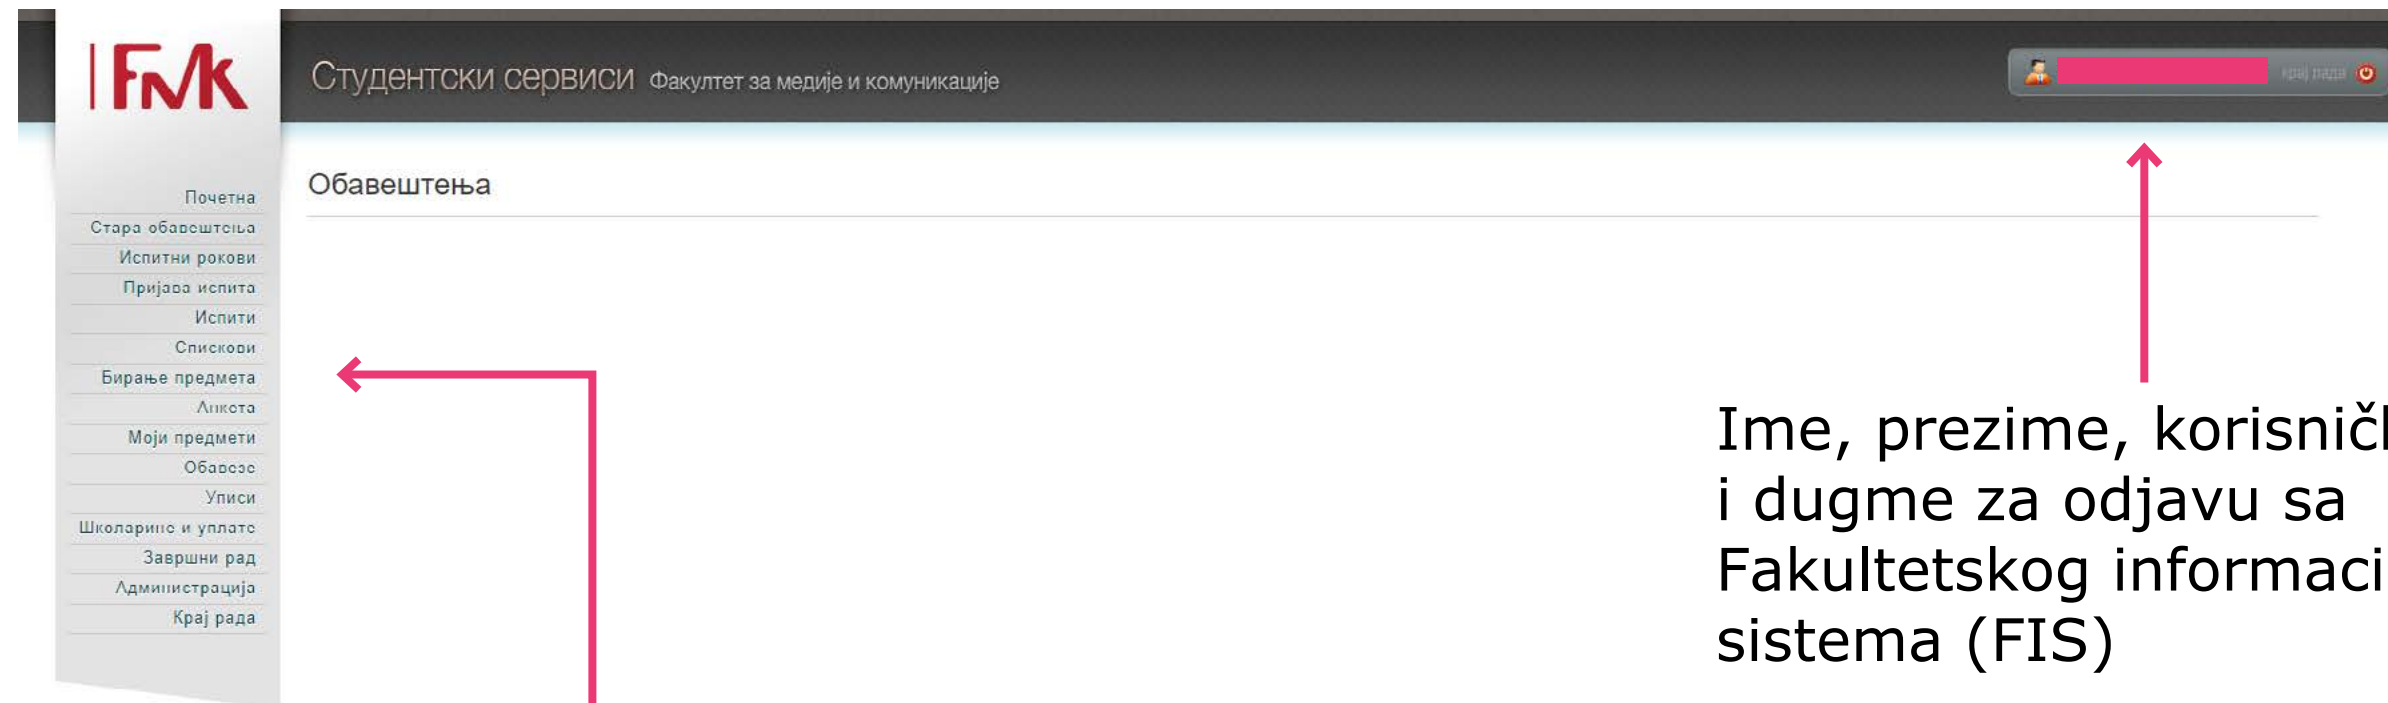 FMK
Студентски сервиси Факултет за медије и комуникације
крај рада
Обавештења
Почетна
Стара обавештења
Испитни рокови
Пријава испита
Испити
Спискови
Бирање предмета
Анкета
Моји предмети
Обавезе
Уписи
Школарине и уплате
Завршни рад
Администрација
Крај рада
Ime, prezime,
i dugme za odjavu sa
Fakultetskog
sistema (FIS)